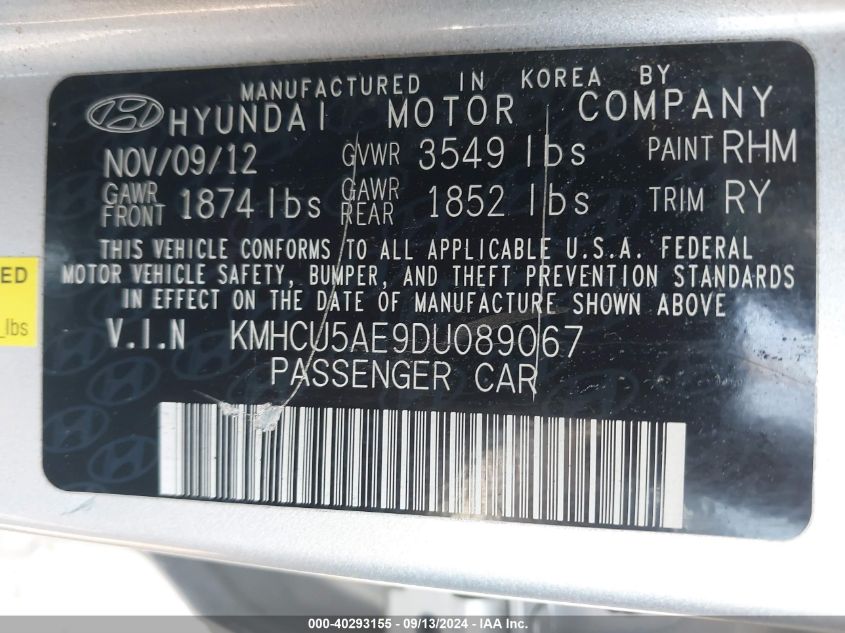 MANUFACTURED IN KOREA BY
HYUNDAI MOTOR COMPANY
NOV/09/12 GVWR 3549 lbs PAINT RHM
GAWR FRONT 1874 lbs GAWR REAR 1852 lbs TRIM RY
THIS VEHICLE CONFORMS TO ALL APPLICABLE U.S.A. FEDERAL
MOTOR VEHICLE SAFETY, BUMPER, AND THEFT PREVENTION STANDARDS
IN EFFECT ON THE DATE OF MANUFACTURE SHOWN ABOVE
V.I.N KMHCU5AE9DU089067
PASSENGER CAR
ED
lbs
000-40293155 - 09/13/2024 - IAA Inc.